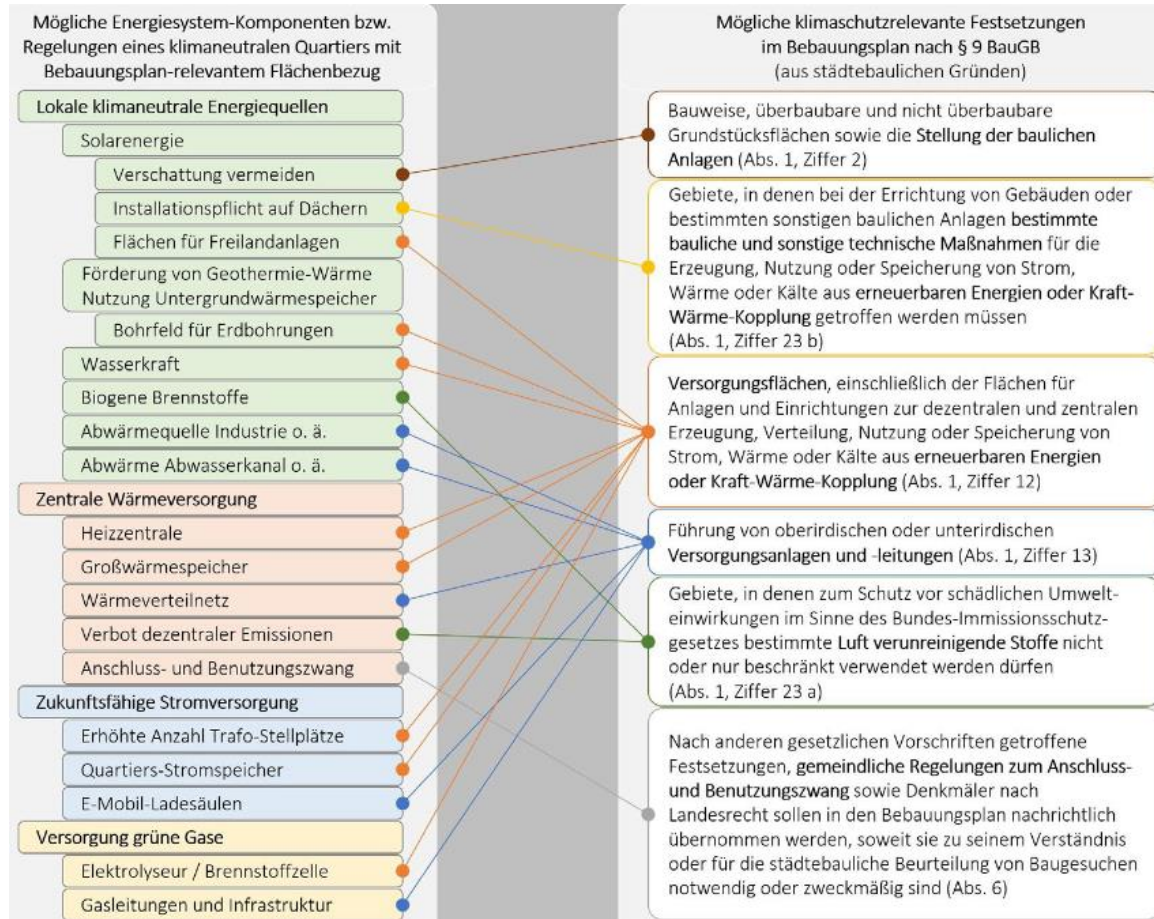 Mögliche Energiesystem-Komponenten bzw.
Regelungen eines klimaneutralen Quartiers mit
Bebauungsplan-relevantem Flächenbezug
Lokale klimaneutrale Energiequellen
Solarenergie
Verschattung vermeiden
Installationspflicht auf Dächern
Flächen für Freilandanlagen
Förderung von Geothermie-Wärme
Nutzung Untergrundwärmespeicher
Bohrfeld für Erdbohrungen
Wasserkraft
Biogene Brennstoffe
Abwärmequelle Industrie o. ä.
Abwärme Abwasserkanal o. ä.
Zentrale Wärmeversorgung
Heizzentrale
Großwärmespeicher
Wärmeverteilnetz
Verbot dezentraler Emissionen
Anschluss- und Benutzungszwang
Zukunftsfähige Stromversorgung
Erhöhte Anzahl Trafo-Stellplätze
Quartiers-Stromspeicher
E-Mobil-Ladesäulen
Versorgung grüne Gase
Elektrolyseur / Brennstoffzelle
Gasleitungen und Infrastruktur
Mögliche klimaschutzrelevante Festsetzungen
im Bebauungsplan nach § 9 BauGB
(aus städtebaulichen Gründen)
Bauweise, überbaubare und nicht überbaubare
Grundstücksflächen sowie die Stellung der baulichen
Anlagen (Abs. 1, Ziffer 2)
Gebiete, in denen bei der Errichtung von Gebäuden oder
bestimmten sonstigen baulichen Anlagen bestimmte
bauliche und sonstige technische Maßnahmen für die
Erzeugung, Nutzung oder Speicherung von Strom,
Wärme oder Kälte aus erneuerbaren Energien oder Kraft-
Wärme-Kopplung getroffen werden müssen
(Abs. 1, Ziffer 23 b)
Versorgungsflächen, einschließlich der Flächen für
Anlagen und Einrichtungen zur dezentralen und zentralen
Erzeugung, Verteilung, Nutzung oder Speicherung von
Strom, Wärme oder Kälte aus erneuerbaren Energien
oder Kraft-Wärme-Kopplung (Abs. 1, Ziffer 12)
Führung von oberirdischen oder unterirdischen
Versorgungsanlagen und -leitungen (Abs. 1, Ziffer 13)
Gebiete, in denen zum Schutz vor schädlichen Umwelt-
einwirkungen im Sinne des Bundes-Immissionsschutz-
gesetzes bestimmte Luft verunreinigende Stoffe nicht
oder nur beschränkt verwendet werden dürfen
(Abs. 1, Ziffer 23 a)
Nach anderen gesetzlichen Vorschriften getroffene
Festsetzungen, gemeindliche Regelungen zum Anschluss-
und Benutzungszwang sowie Denkmäler nach
Landesrecht sollen in den Bebauungsplan nachrichtlich
übernommen werden, soweit sie zu seinem Verständnis
oder für die städtebauliche Beurteilung von Baugesuchen
notwendig oder zweckmäßig sind (Abs. 6)